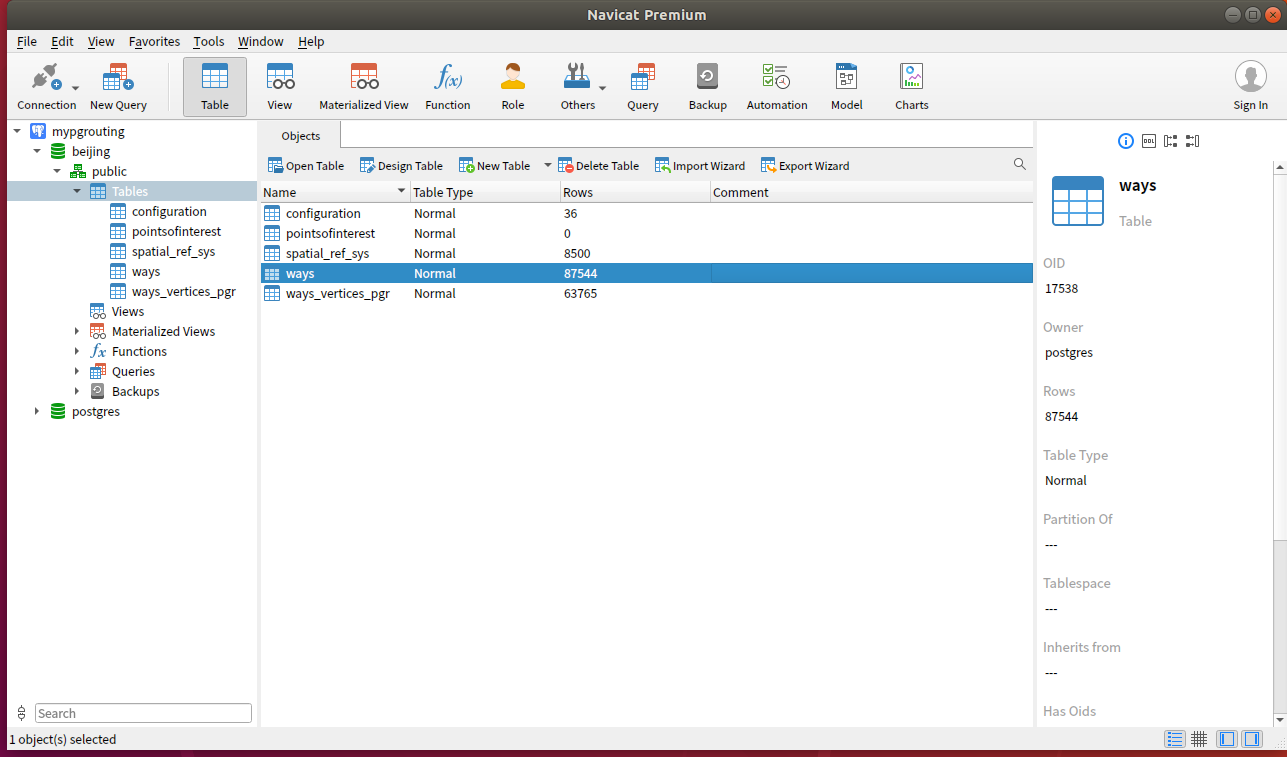 Navicat Premium
File Edit View Favorites Tools Window Help
Connection New Query Table View Materialized View Function Role Others Query Backup Automation Model Charts Sign In
mypgrouting
beijing
public
Tables
configuration
pointsofinterest
spatial_ref_sys
ways
ways_vertices_pgr
Views
Materialized Views
Functions
Queries
Backups
postgres
Search
Objects
Open Table Design Table New Table Delete Table Import Wizard Export Wizard
Name Table Type Rows Comment
configuration Normal 36
pointsofinterest Normal 0
spatial_ref_sys Normal 8500
ways Normal 87544
ways_vertices_pgr Normal 63765
DDL
ways
Table
OID
17538
Owner
postgres
Rows
87544
Table Type
Normal
Partition Of
---
Tablespace
---
Inherits from
---
Has Oids
1 object(s) selected